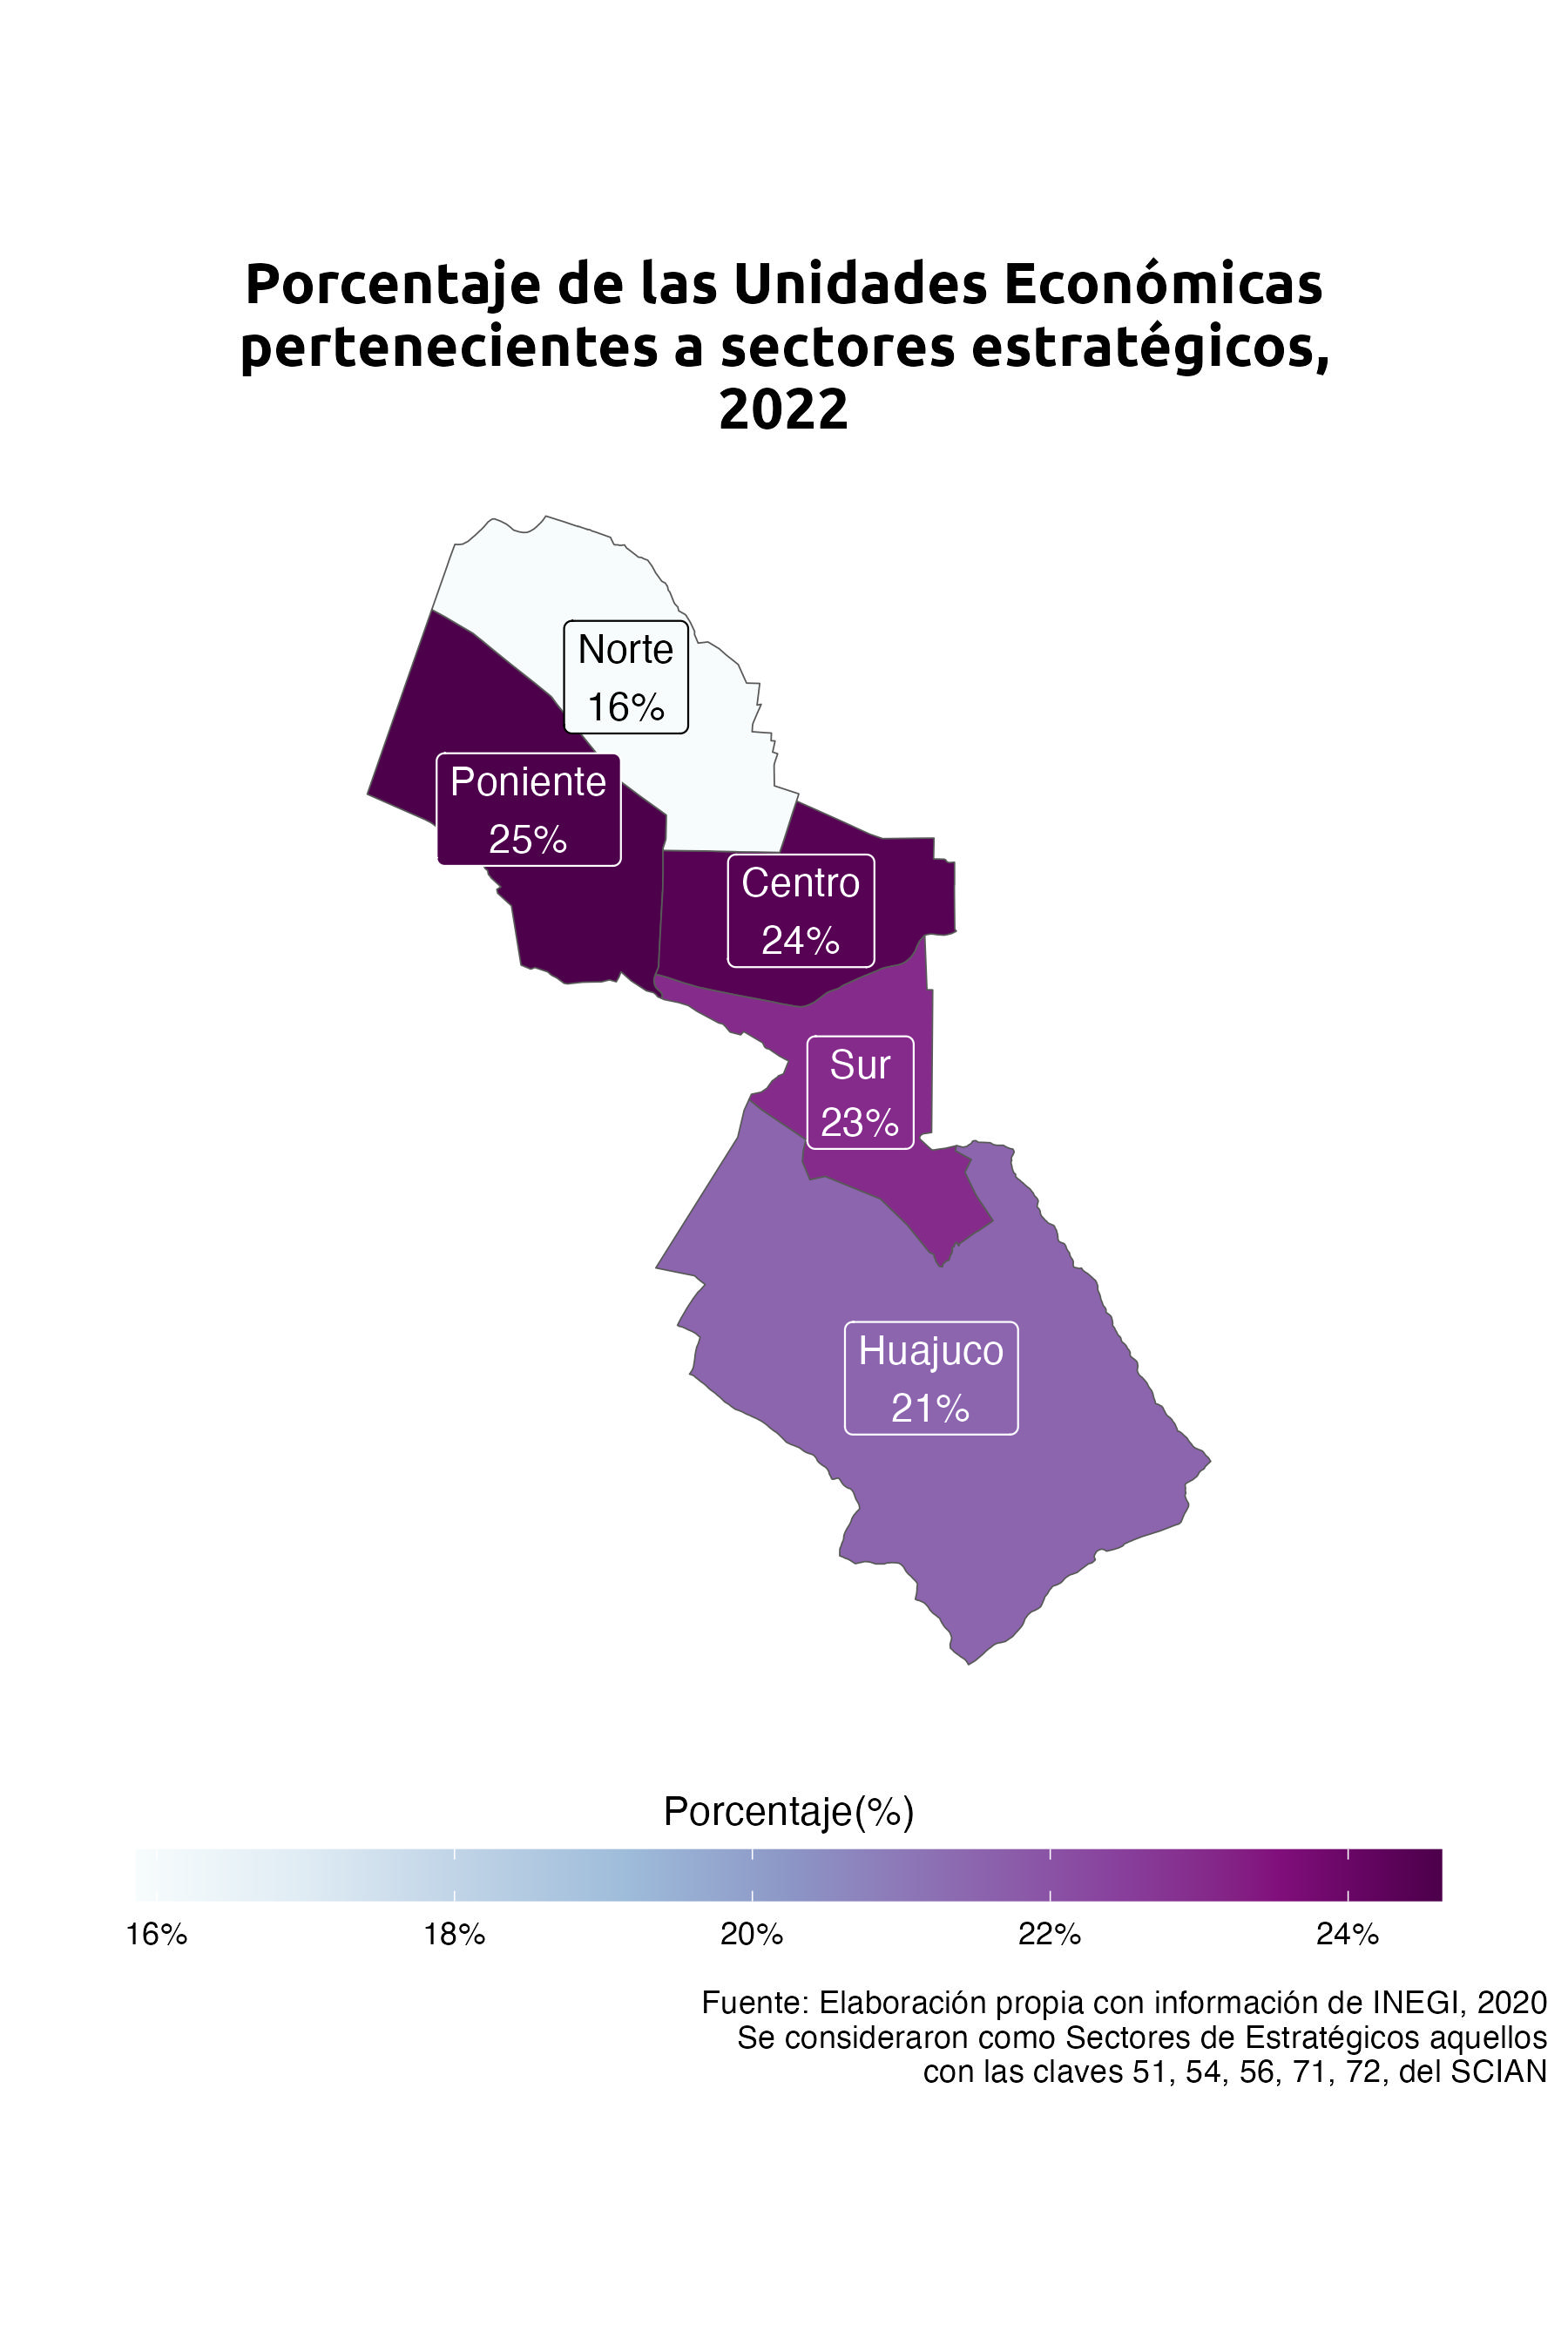 Porcentaje de las Unidades Económicas
pertenecientes a sectores estratégicos,
2022
Norte
16%
Poniente
25%
Centro
24%
Sur
23%
Huajuco
21%
Porcentaje(%)
16%
18%
20%
22%
24%
Fuente: Elaboración propia con información de INEGI, 2020
Se consideraron como Sectores de Estratégicos aquellos
con las claves 51, 54, 56, 71, 72, del SCIAN